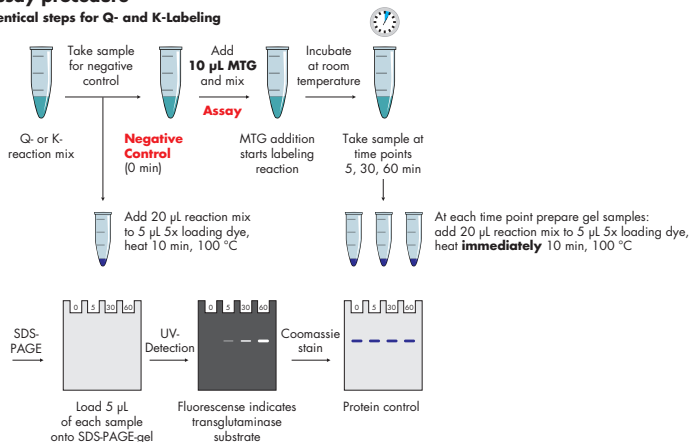 entical steps for Q- and K-Labeling
Take sample
for negative
control
Add
10 µL MTG
and mix
Incubate
at room
temperature
Assay
Q- or K-
reaction mix
Negative
Control
(0 min)
MTG addition
starts labeling
reaction
Take sample at
time points
5, 30, 60 min
Add 20 µL reaction mix
to 5 µL 5x loading dye,
heat 10 min, 100 °C
At each time point prepare gel samples:
add 20 µL reaction mix to 5 µL 5x loading dye,
heat immediately 10 min, 100 °C
0 5 30 60
0 5 30 60
0 5 30 60
SDS-
PAGE
UV-
Detection
Coomassie
stain
Load 5 µL
of each sample
onto SDS-PAGE-gel
Fluorescense indicates
transglutaminase
substrate
Protein control